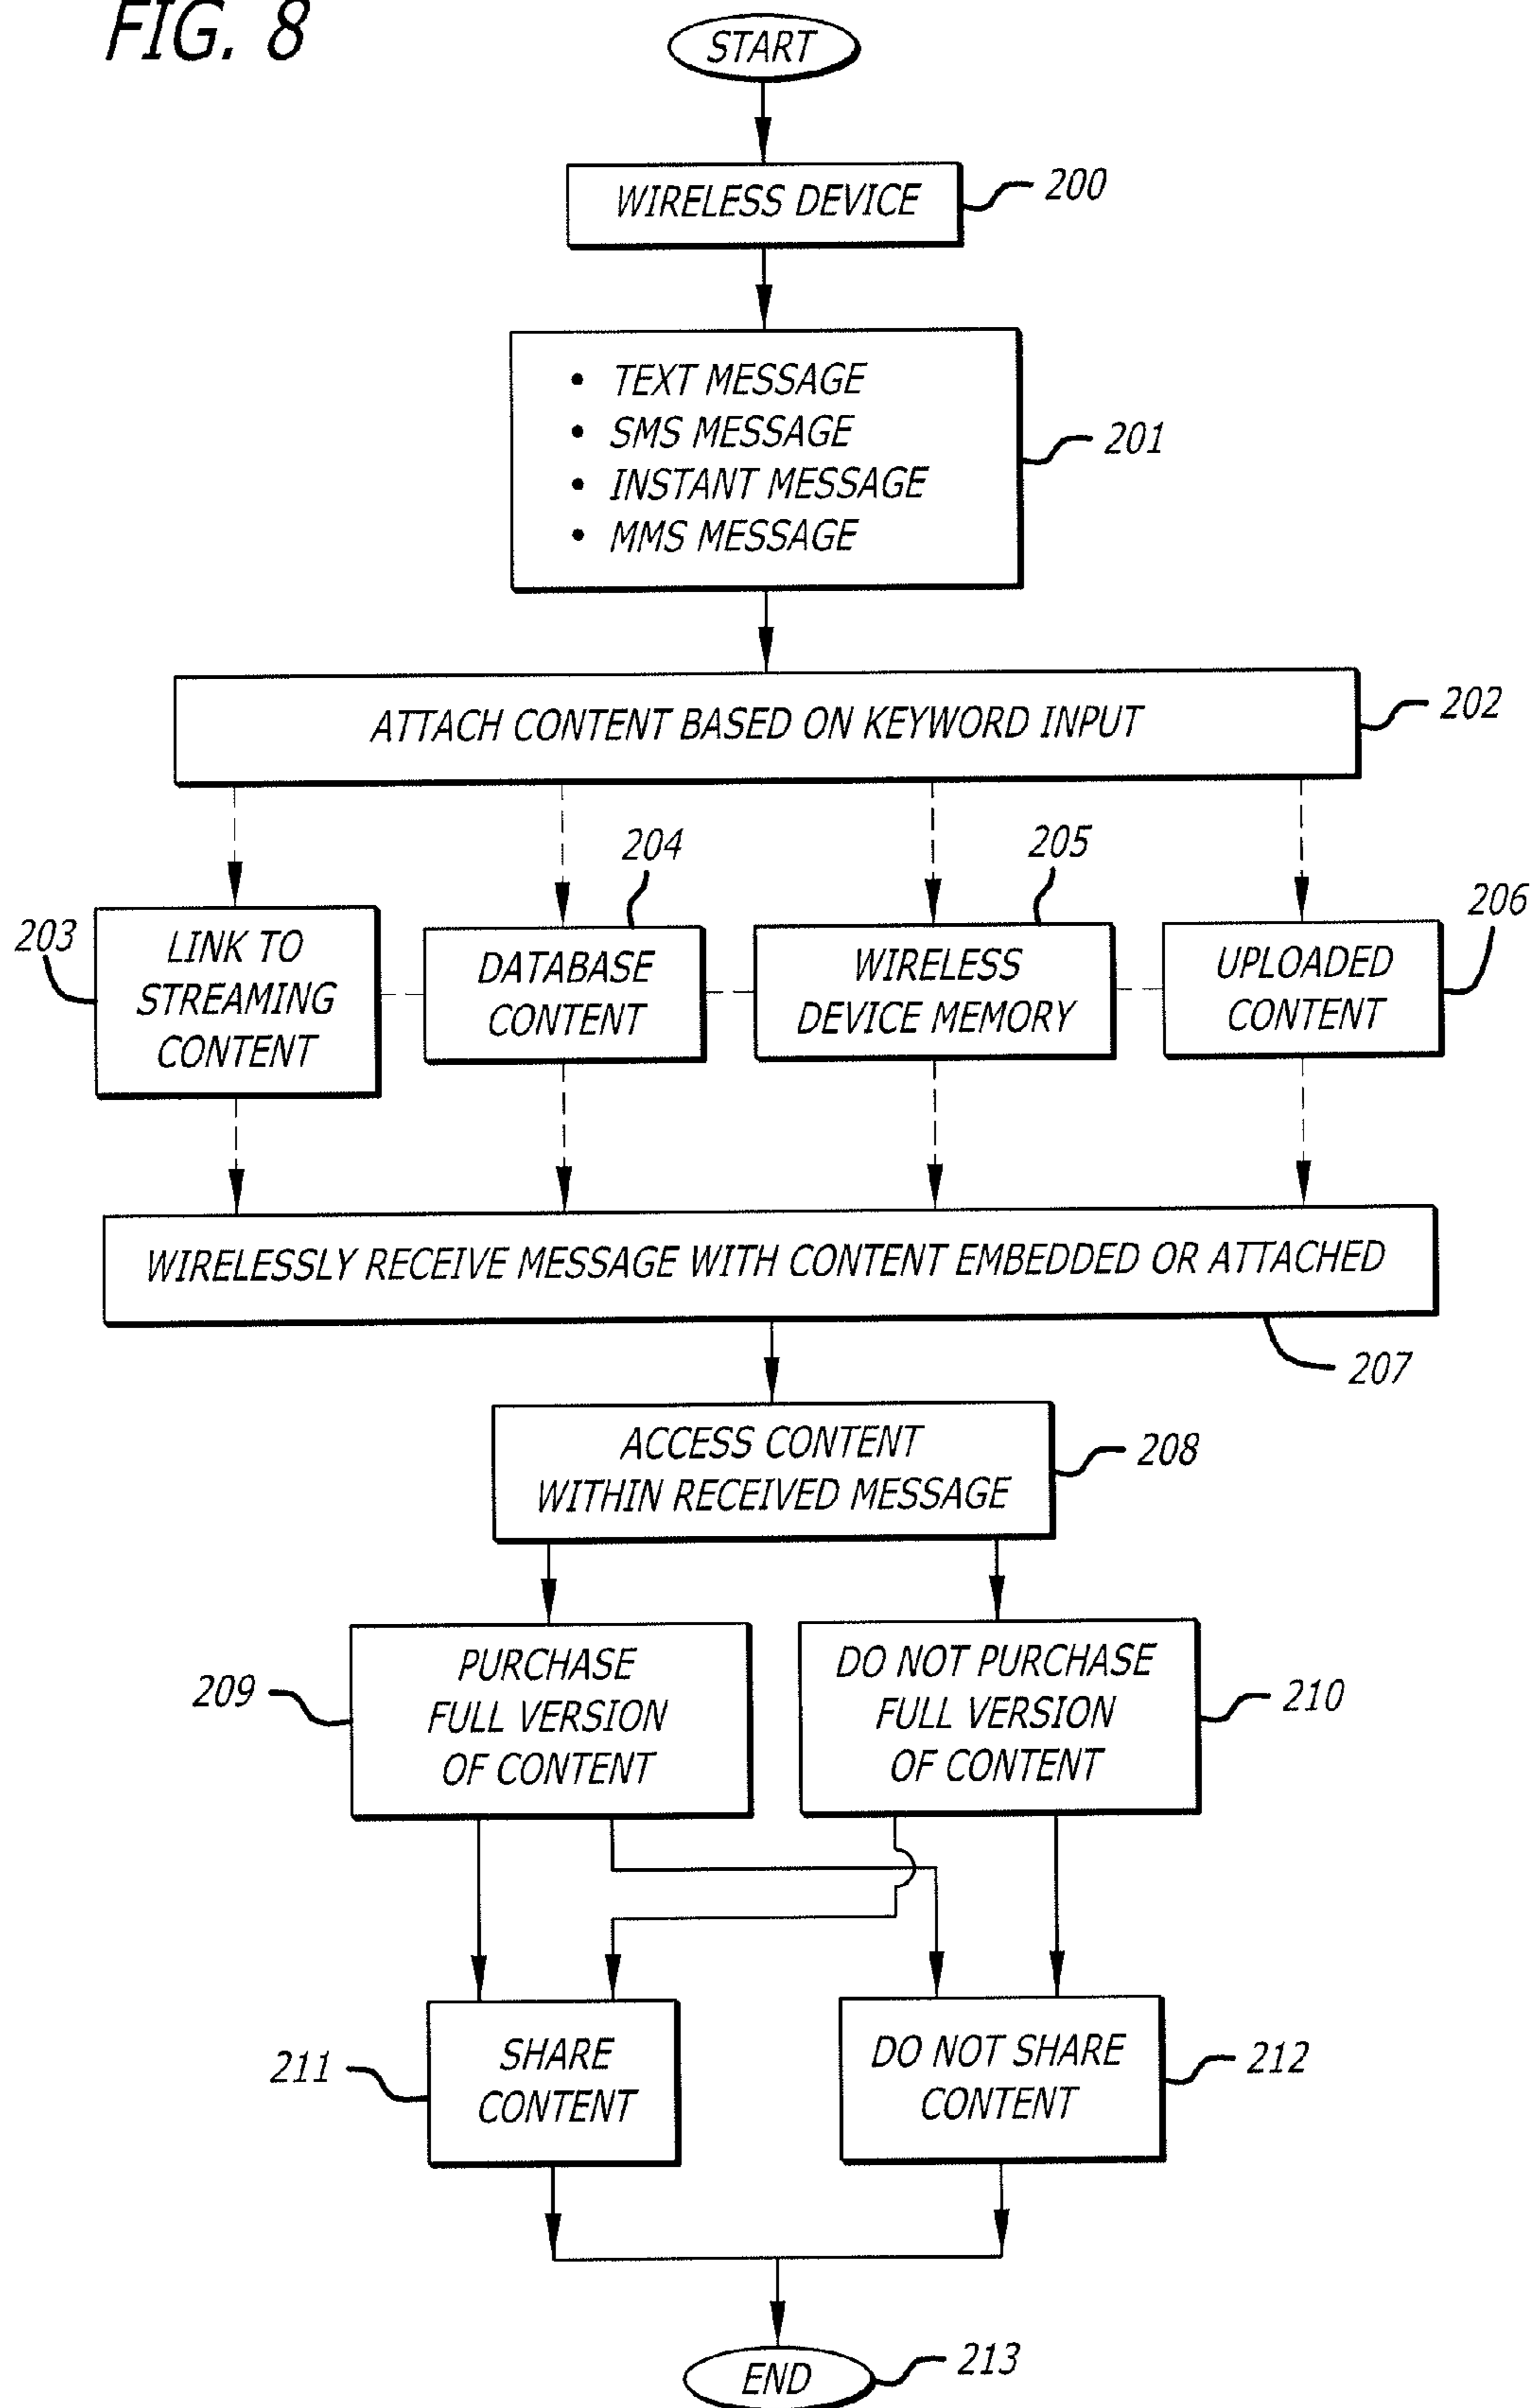 FIG. 8
START
WIRELESS DEVICE
200
• TEXT MESSAGE
• SMS MESSAGE
• INSTANT MESSAGE
• MMS MESSAGE
201
ATTACH CONTENT BASED ON KEYWORD INPUT
202
203
LINK TO
STREAMING
CONTENT
204
DATABASE
CONTENT
205
WIRELESS
DEVICE MEMORY
206
UPLOADED
CONTENT
WIRELESSLY RECEIVE MESSAGE WITH CONTENT EMBEDDED OR ATTACHED
207
ACCESS CONTENT
WITHIN RECEIVED MESSAGE
208
209
PURCHASE
FULL VERSION
OF CONTENT
DO NOT PURCHASE
FULL VERSION
OF CONTENT
210
211
SHARE
CONTENT
DO NOT SHARE
CONTENT
212
END
213